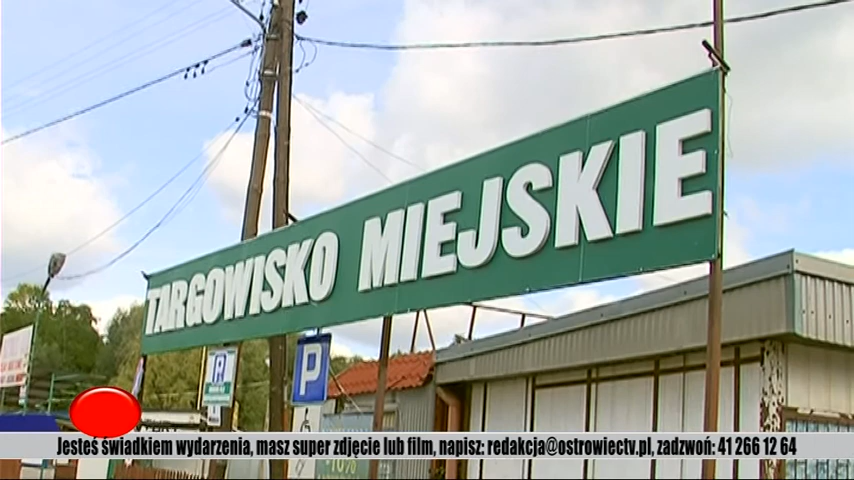 TARGOWISKO MIEJSKIE
P
Jesteś świadkiem wydarzenia, masz super zdjęcie lub film, napisz: redakcja@ostrowiectv.pl, zadzwoń: 41 266 12 64